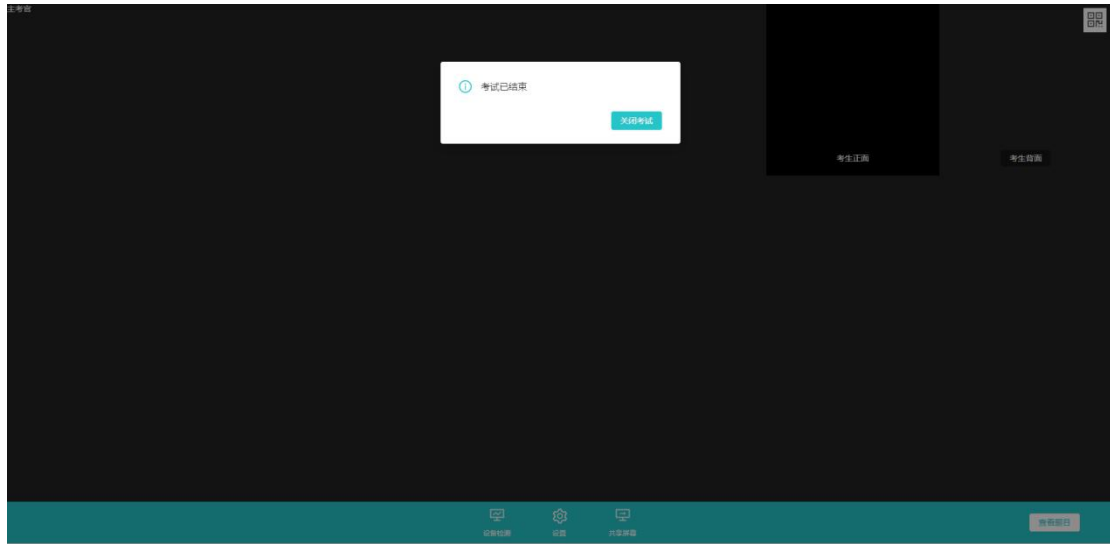 主考官
考试已结束
关闭考试
考生正面
考生背面
设备检测
设置
共享屏幕
查看题目